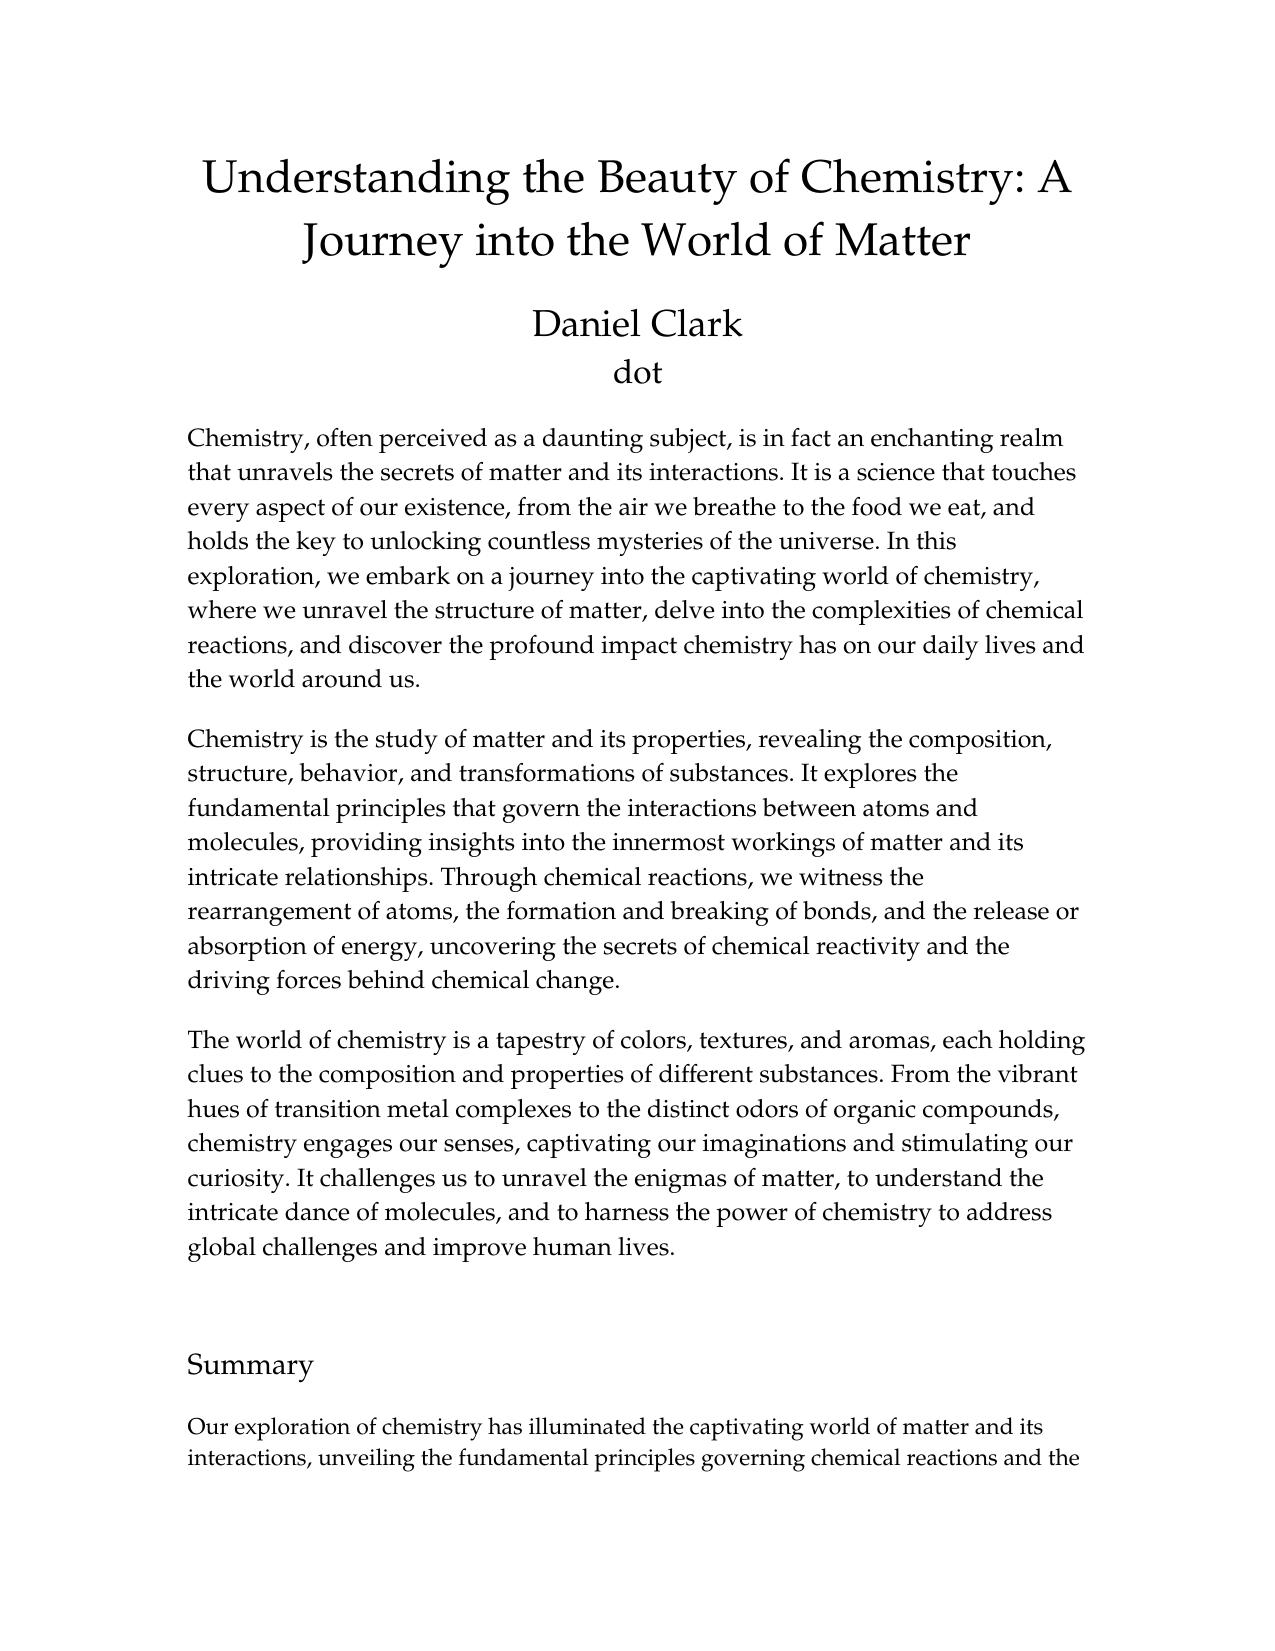 Understanding the Beauty of Chemistry: A
Journey into the World of Matter
Daniel Clark
dot
Chemistry, often perceived as a daunting subject, is in fact an enchanting realm
that unravels the secrets of matter and its interactions. It is a science that touches
every aspect of our existence, from the air we breathe to the food we eat, and
holds the key to unlocking countless mysteries of the universe. In this
exploration, we embark on a journey into the captivating world of chemistry,
where we unravel the structure of matter, delve into the complexities of chemical
reactions, and discover the profound impact chemistry has on our daily lives and
the world around us.
Chemistry is the study of matter and its properties, revealing the composition,
structure, behavior, and transformations of substances. It explores the
fundamental principles that govern the interactions between atoms and
molecules, providing insights into the innermost workings of matter and its
intricate relationships. Through chemical reactions, we witness the
rearrangement of atoms, the formation and breaking of bonds, and the release or
absorption of energy, uncovering the secrets of chemical reactivity and the
driving forces behind chemical change.
The world of chemistry is a tapestry of colors, textures, and aromas, each holding
clues to the composition and properties of different substances. From the vibrant
hues of transition metal complexes to the distinct odors of organic compounds,
chemistry engages our senses, captivating our imaginations and stimulating our
curiosity. It challenges us to unravel the enigmas of matter, to understand the
intricate dance of molecules, and to harness the power of chemistry to address
global challenges and improve human lives.
Summary
Our exploration of chemistry has illuminated the captivating world of matter and its
interactions, unveiling the fundamental principles governing chemical reactions and the